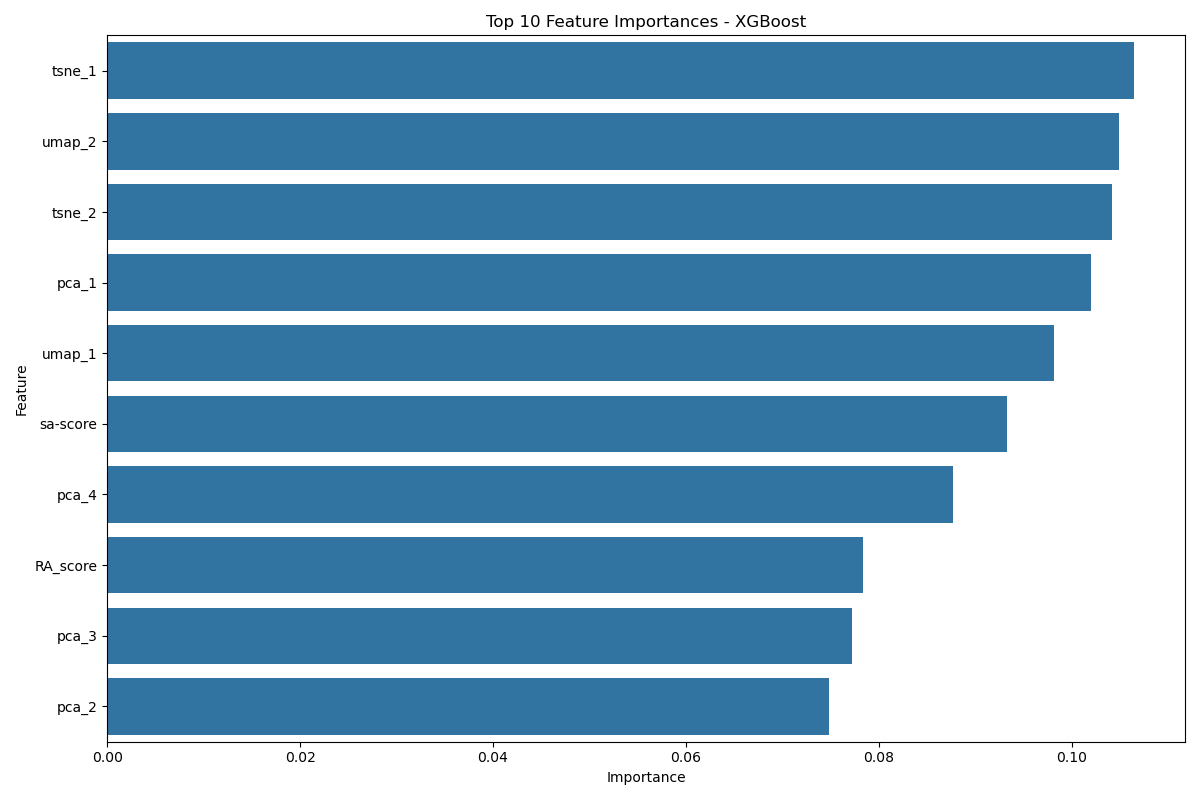 Top 10 Feature Importances - XGBoost
tsne_1
umap_2
tsne_2
pca_1
umap_1
sa-score
pca_4
RA_score
pca_3
pca_2
Feature
0.00 0.02 0.04 0.06 0.08 0.10
Importance